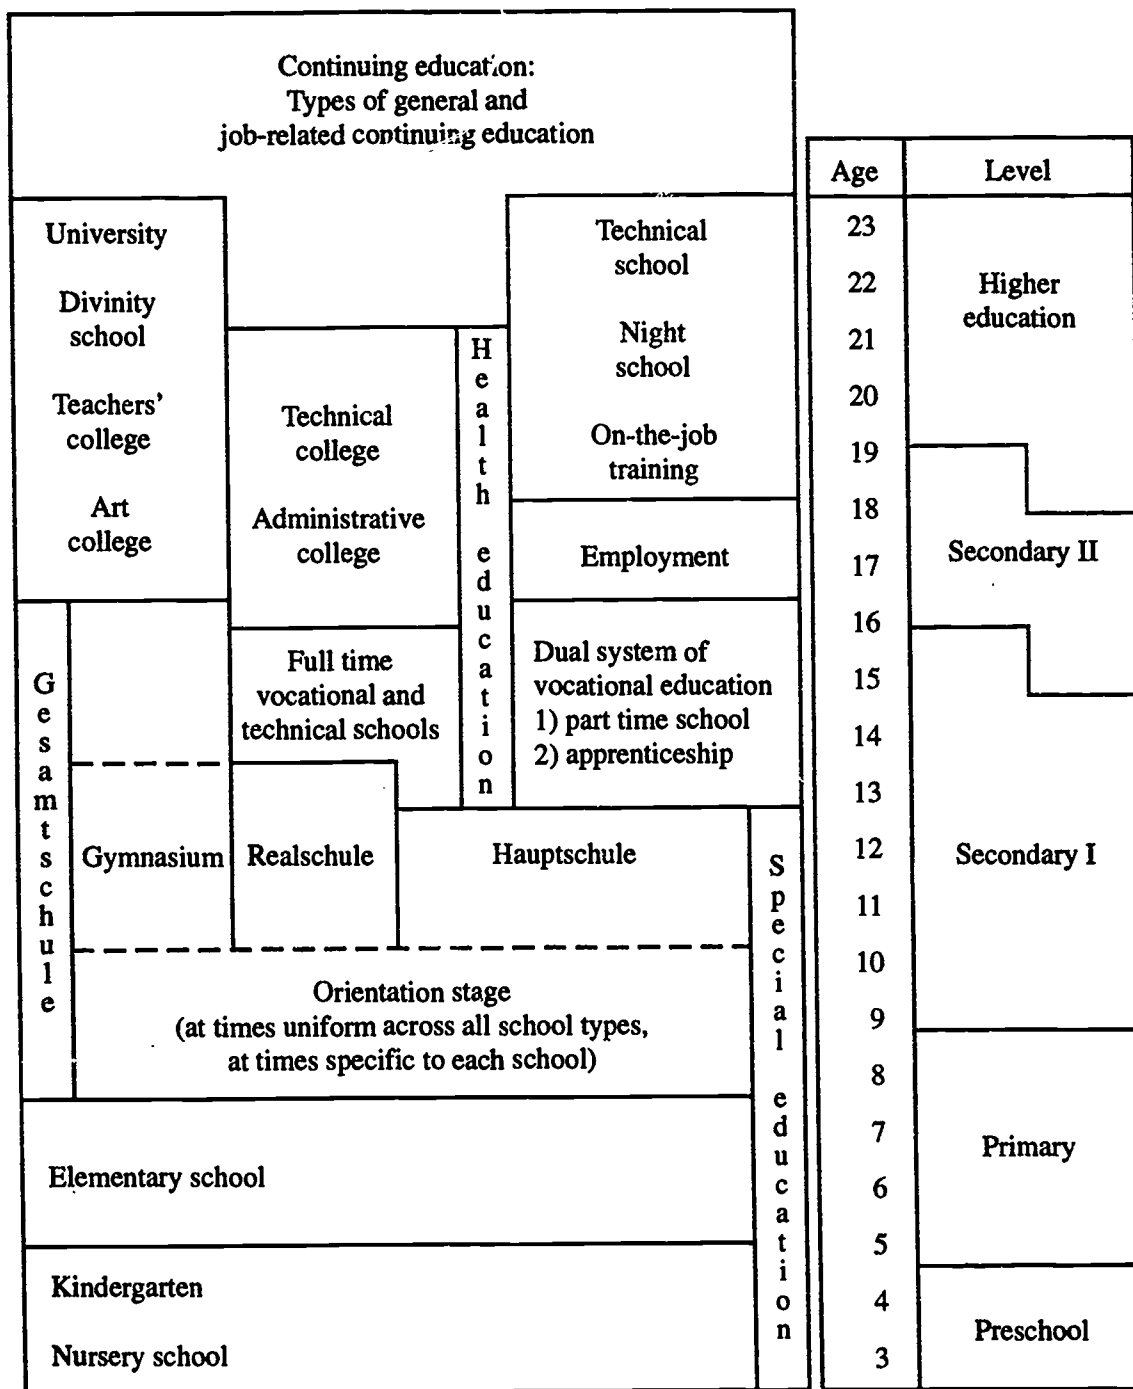 Continuing education:
Types of general and
job-related continuing education
University
Divinity
school
Teachers'
college
Art
college
Technical
college
Administrative
college
Health education
Technical
school
Night
school
On-the-job
training
Employment
Full time
vocational and
technical schools
Dual system of
vocational education
1) part time school
2) apprenticeship
Gesamtschule
Gymnasium
Realschule
Hauptschule
Special education
Orientation stage
(at times uniform across all school types,
at times specific to each school)
Elementary school
Kindergarten
Nursery school
Age
Level
23
22
21
20
19
18
17
16
15
14
13
12
11
10
9
8
7
6
5
4
3
Higher
education
Secondary II
Secondary I
Primary
Preschool